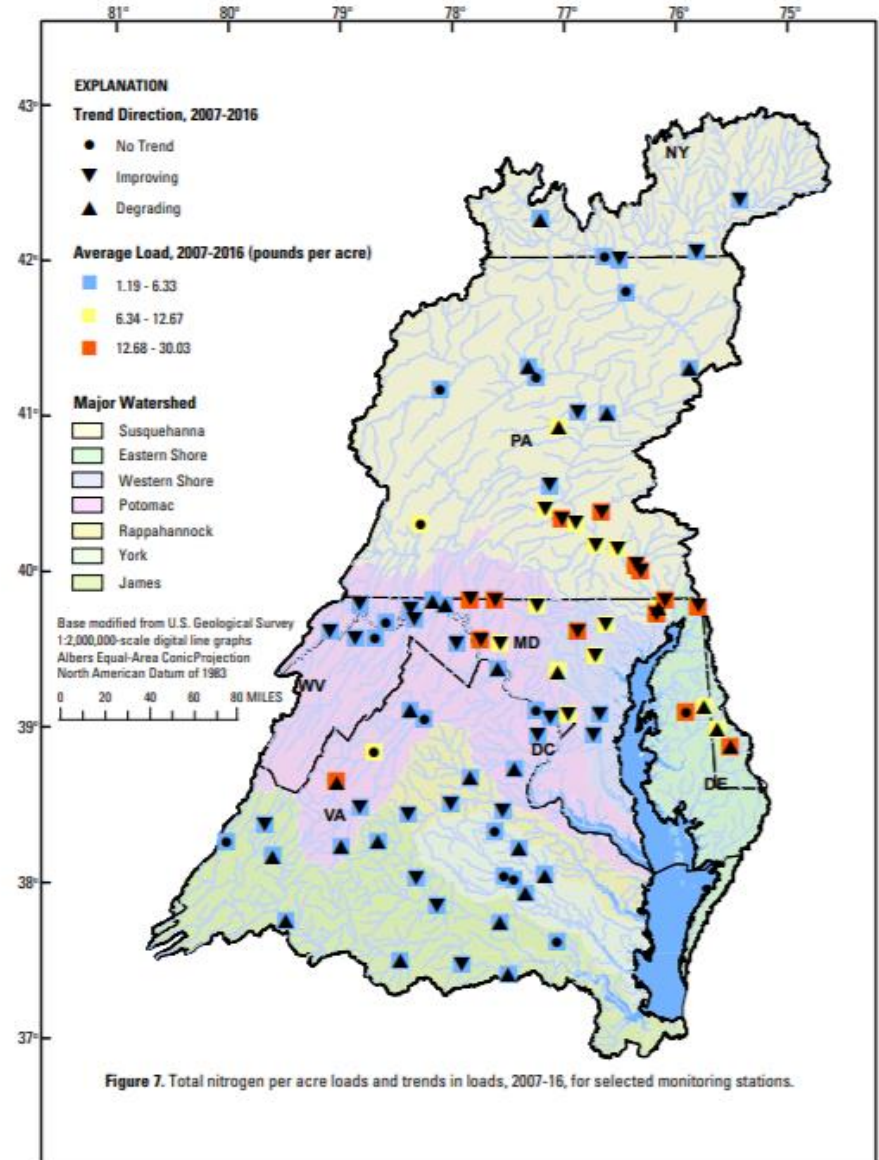 81° 80° 79° 78° 77° 76° 75°
EXPLANATION
Trend Direction, 2007-2016
No Trend
Improving
Degrading
Average Load, 2007-2016 (pounds per acre)
1.19 - 6.33
6.34 - 12.67
12.68 - 30.03
Major Watershed
Susquehanna
Eastern Shore
Western Shore
Potomac
Rappahannock
York
James
Base modified from U.S. Geological Survey
1:2,000,000-scale digital line graphs
Albers Equal-Area ConicProjection
North American Datum of 1983
0 20 40 60 80 MILES
43°
42°
41°
40°
39°
38°
37°
NY
PA
MD
WV
DC
DE
VA
Figure 7. Total nitrogen per acre loads and trends in loads, 2007-16, for selected monitoring stations.